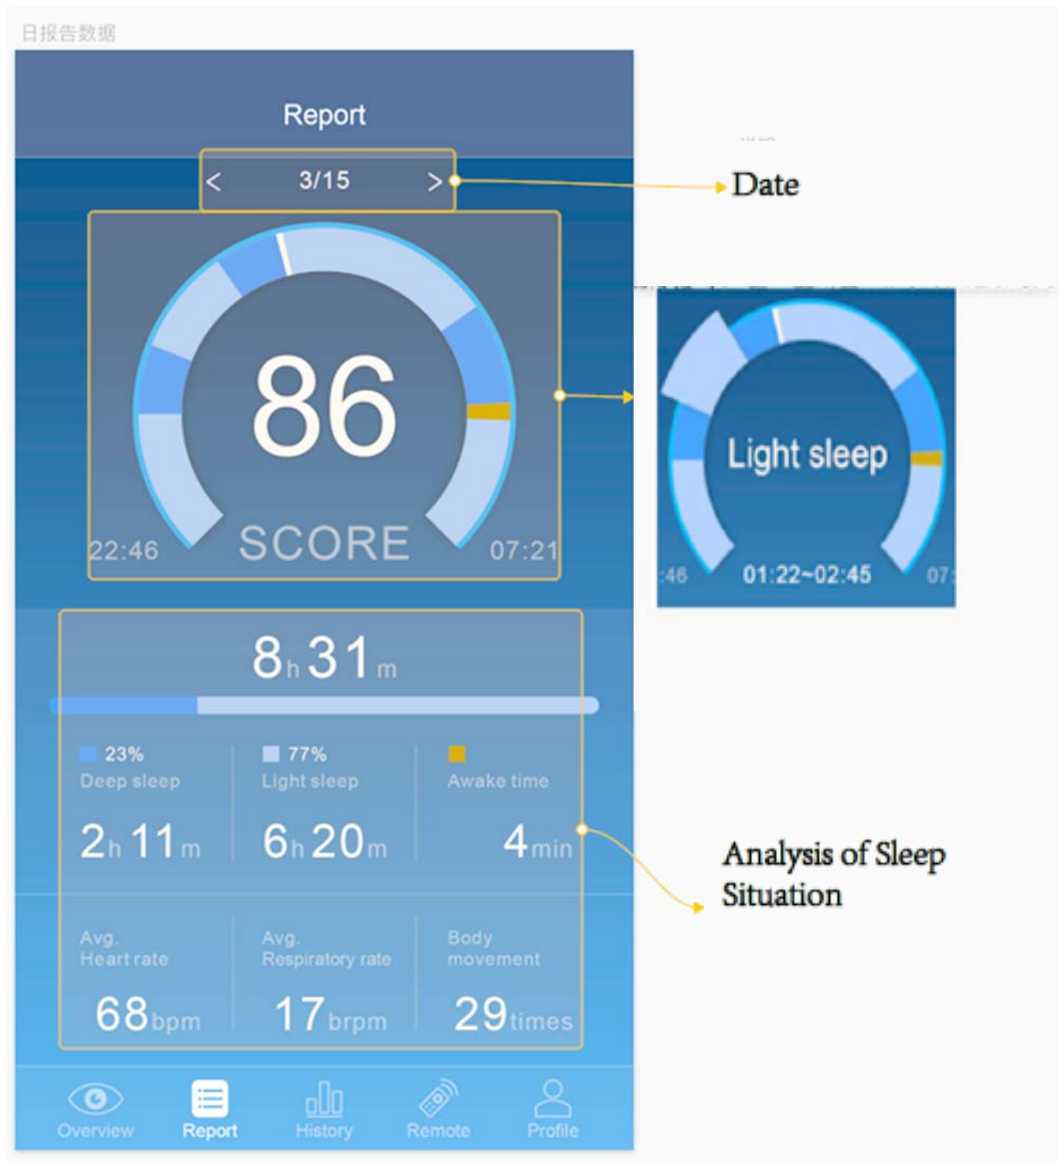 日报告数据
Report
< 3/15 >
Date
86
SCORE
22:46
07:21
Light sleep
:46
01:22~02:45
07:
8h31m
23%
Deep sleep
2h11m
77%
Light sleep
6h20m
Awake time
4min
Analysis of Sleep
Situation
Avg.
Heart rate
68bpm
Avg.
Respiratory rate
17brpm
Body
movement
29times
Overview
Report
History
Remote
Profile